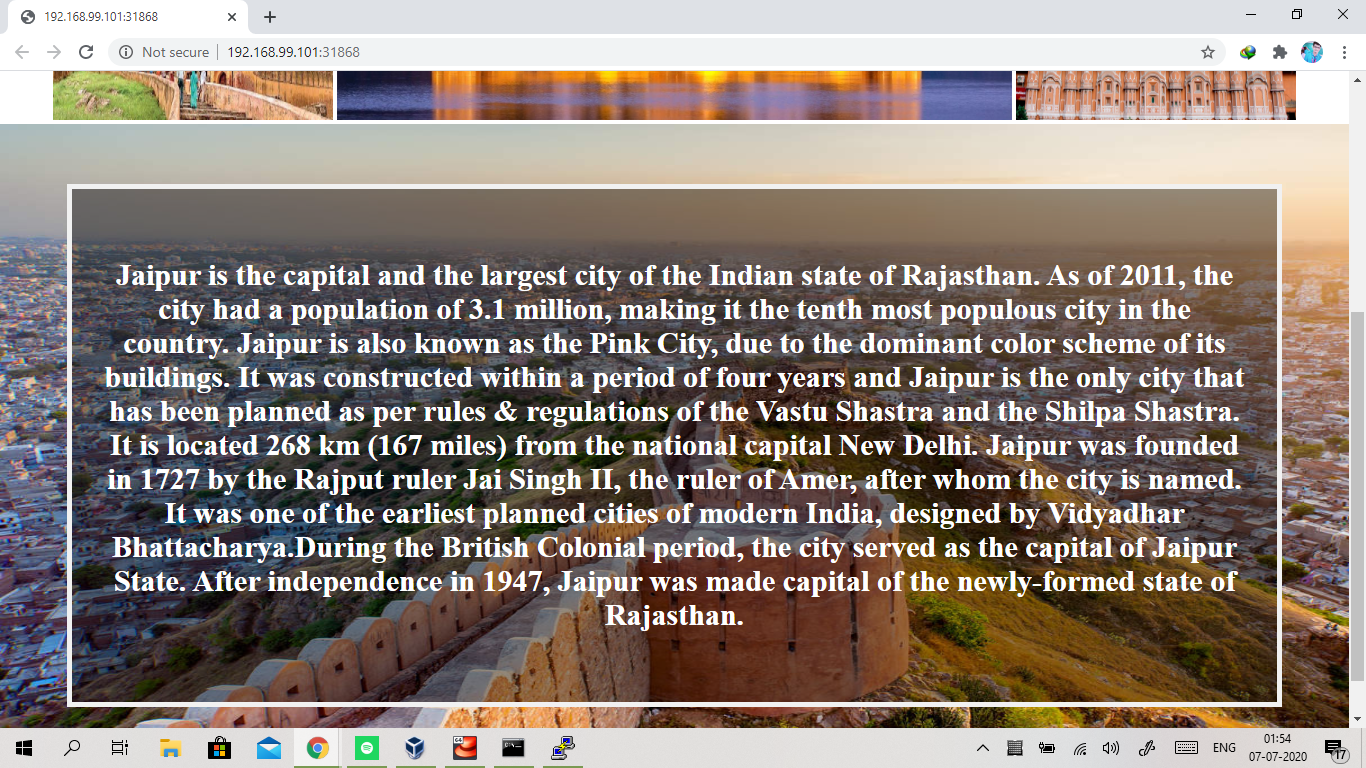 192.168.99.101:31868
Not secure
192.168.99.101:31868
Jaipur is the capital and the largest city of the Indian state of Rajasthan. As of 2011, the
city had a population of 3.1 million, making it the tenth most populous city in the
country. Jaipur is also known as the Pink City, due to the dominant color scheme of its
buildings. It was constructed within a period of four years and Jaipur is the only city that
has been planned as per rules & regulations of the Vastu Shastra and the Shilpa Shastra.
It is located 268 km (167 miles) from the national capital New Delhi. Jaipur was founded
in 1727 by the Rajput ruler Jai Singh II, the ruler of Amer, after whom the city is named.
It was one of the earliest planned cities of modern India, designed by Vidyadhar
Bhattacharya.During the British Colonial period, the city served as the capital of Jaipur
State. After independence in 1947, Jaipur was made capital of the newly-formed state of
Rajasthan.
ENG
01:54
07-07-2020
17